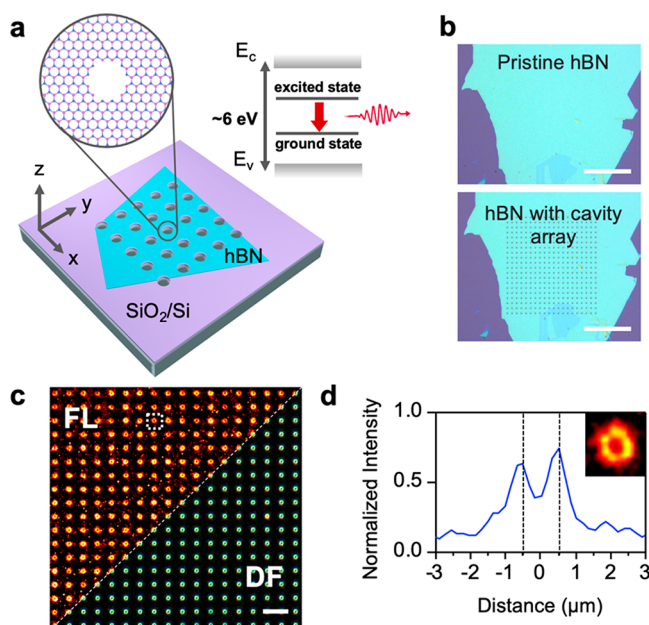 a
E_c
excited state
~6 eV
ground state
E_v
z
y
x
hBN
SiO₂/Si
b
Pristine hBN
hBN with cavity
array
c
FL
DF
d
Normalized Intensity
1.0
0.5
0.0
-3 -2 -1 0 1 2 3
Distance (µm)